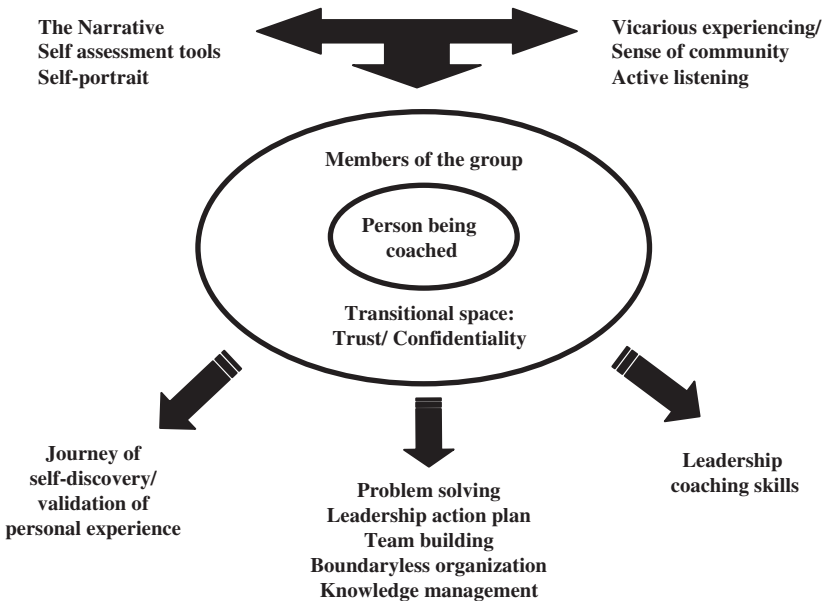 The Narrative
Self assessment tools
Self-portrait
Vicarious experiencing/
Sense of community
Active listening
Members of the group
Person being
coached
Transitional space:
Trust/ Confidentiality
Journey of
self-discovery/
validation of
personal experience
Problem solving
Leadership action plan
Team building
Boundaryless organization
Knowledge management
Leadership
coaching skills